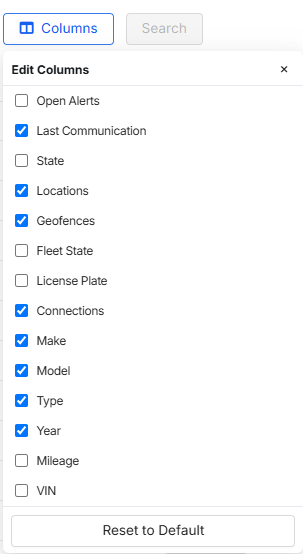 Columns
Search
Edit Columns
Open Alerts
Last Communication
State
Locations
Geofences
Fleet State
License Plate
Connections
Make
Model
Type
Year
Mileage
VIN
Reset to Default